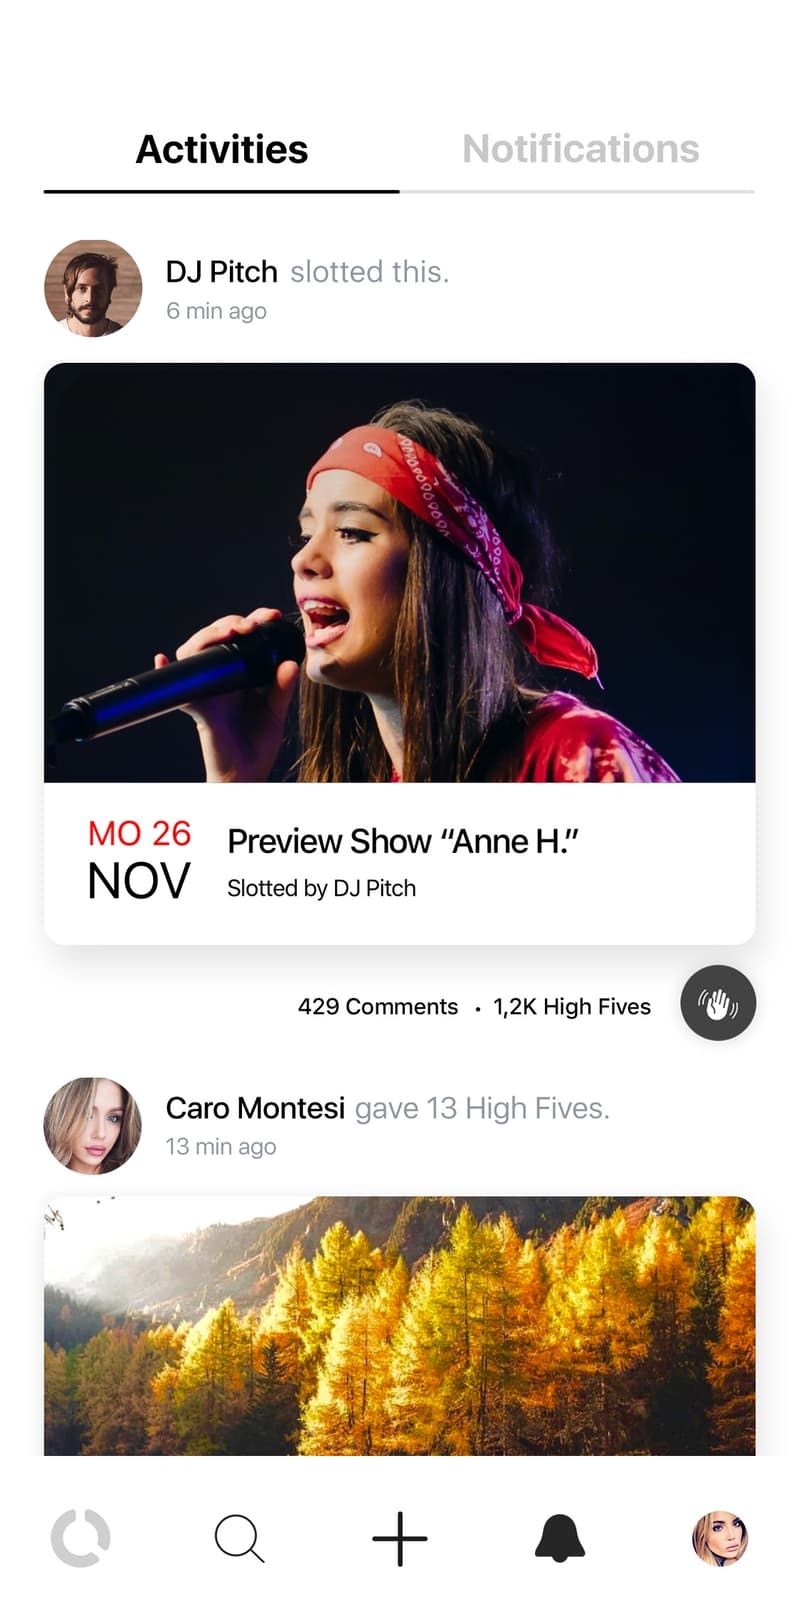 Activities
Notifications
DJ Pitch slotted this.
6 min ago
MO 26
NOV
Preview Show “Anne H.”
Slotted by DJ Pitch
429 Comments • 1,2K High Fives
Caro Montesi gave 13 High Fives.
13 min ago